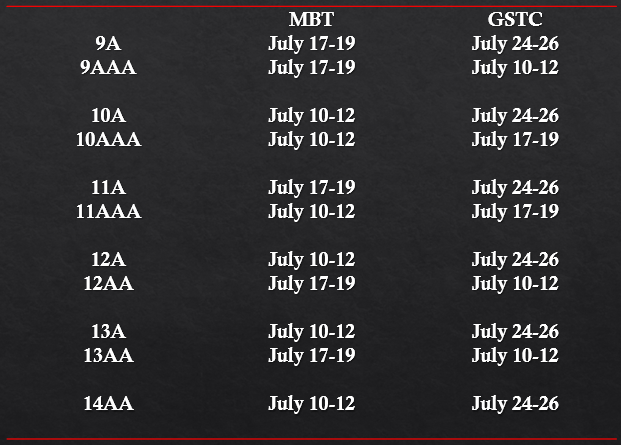 MBT GSTC
9A July 17-19 July 24-26
9AAA July 17-19 July 10-12
10A July 10-12 July 24-26
10AAA July 10-12 July 17-19
11A July 17-19 July 24-26
11AAA July 10-12 July 17-19
12A July 10-12 July 24-26
12AA July 17-19 July 10-12
13A July 10-12 July 24-26
13AA July 17-19 July 10-12
14AA July 10-12 July 24-26